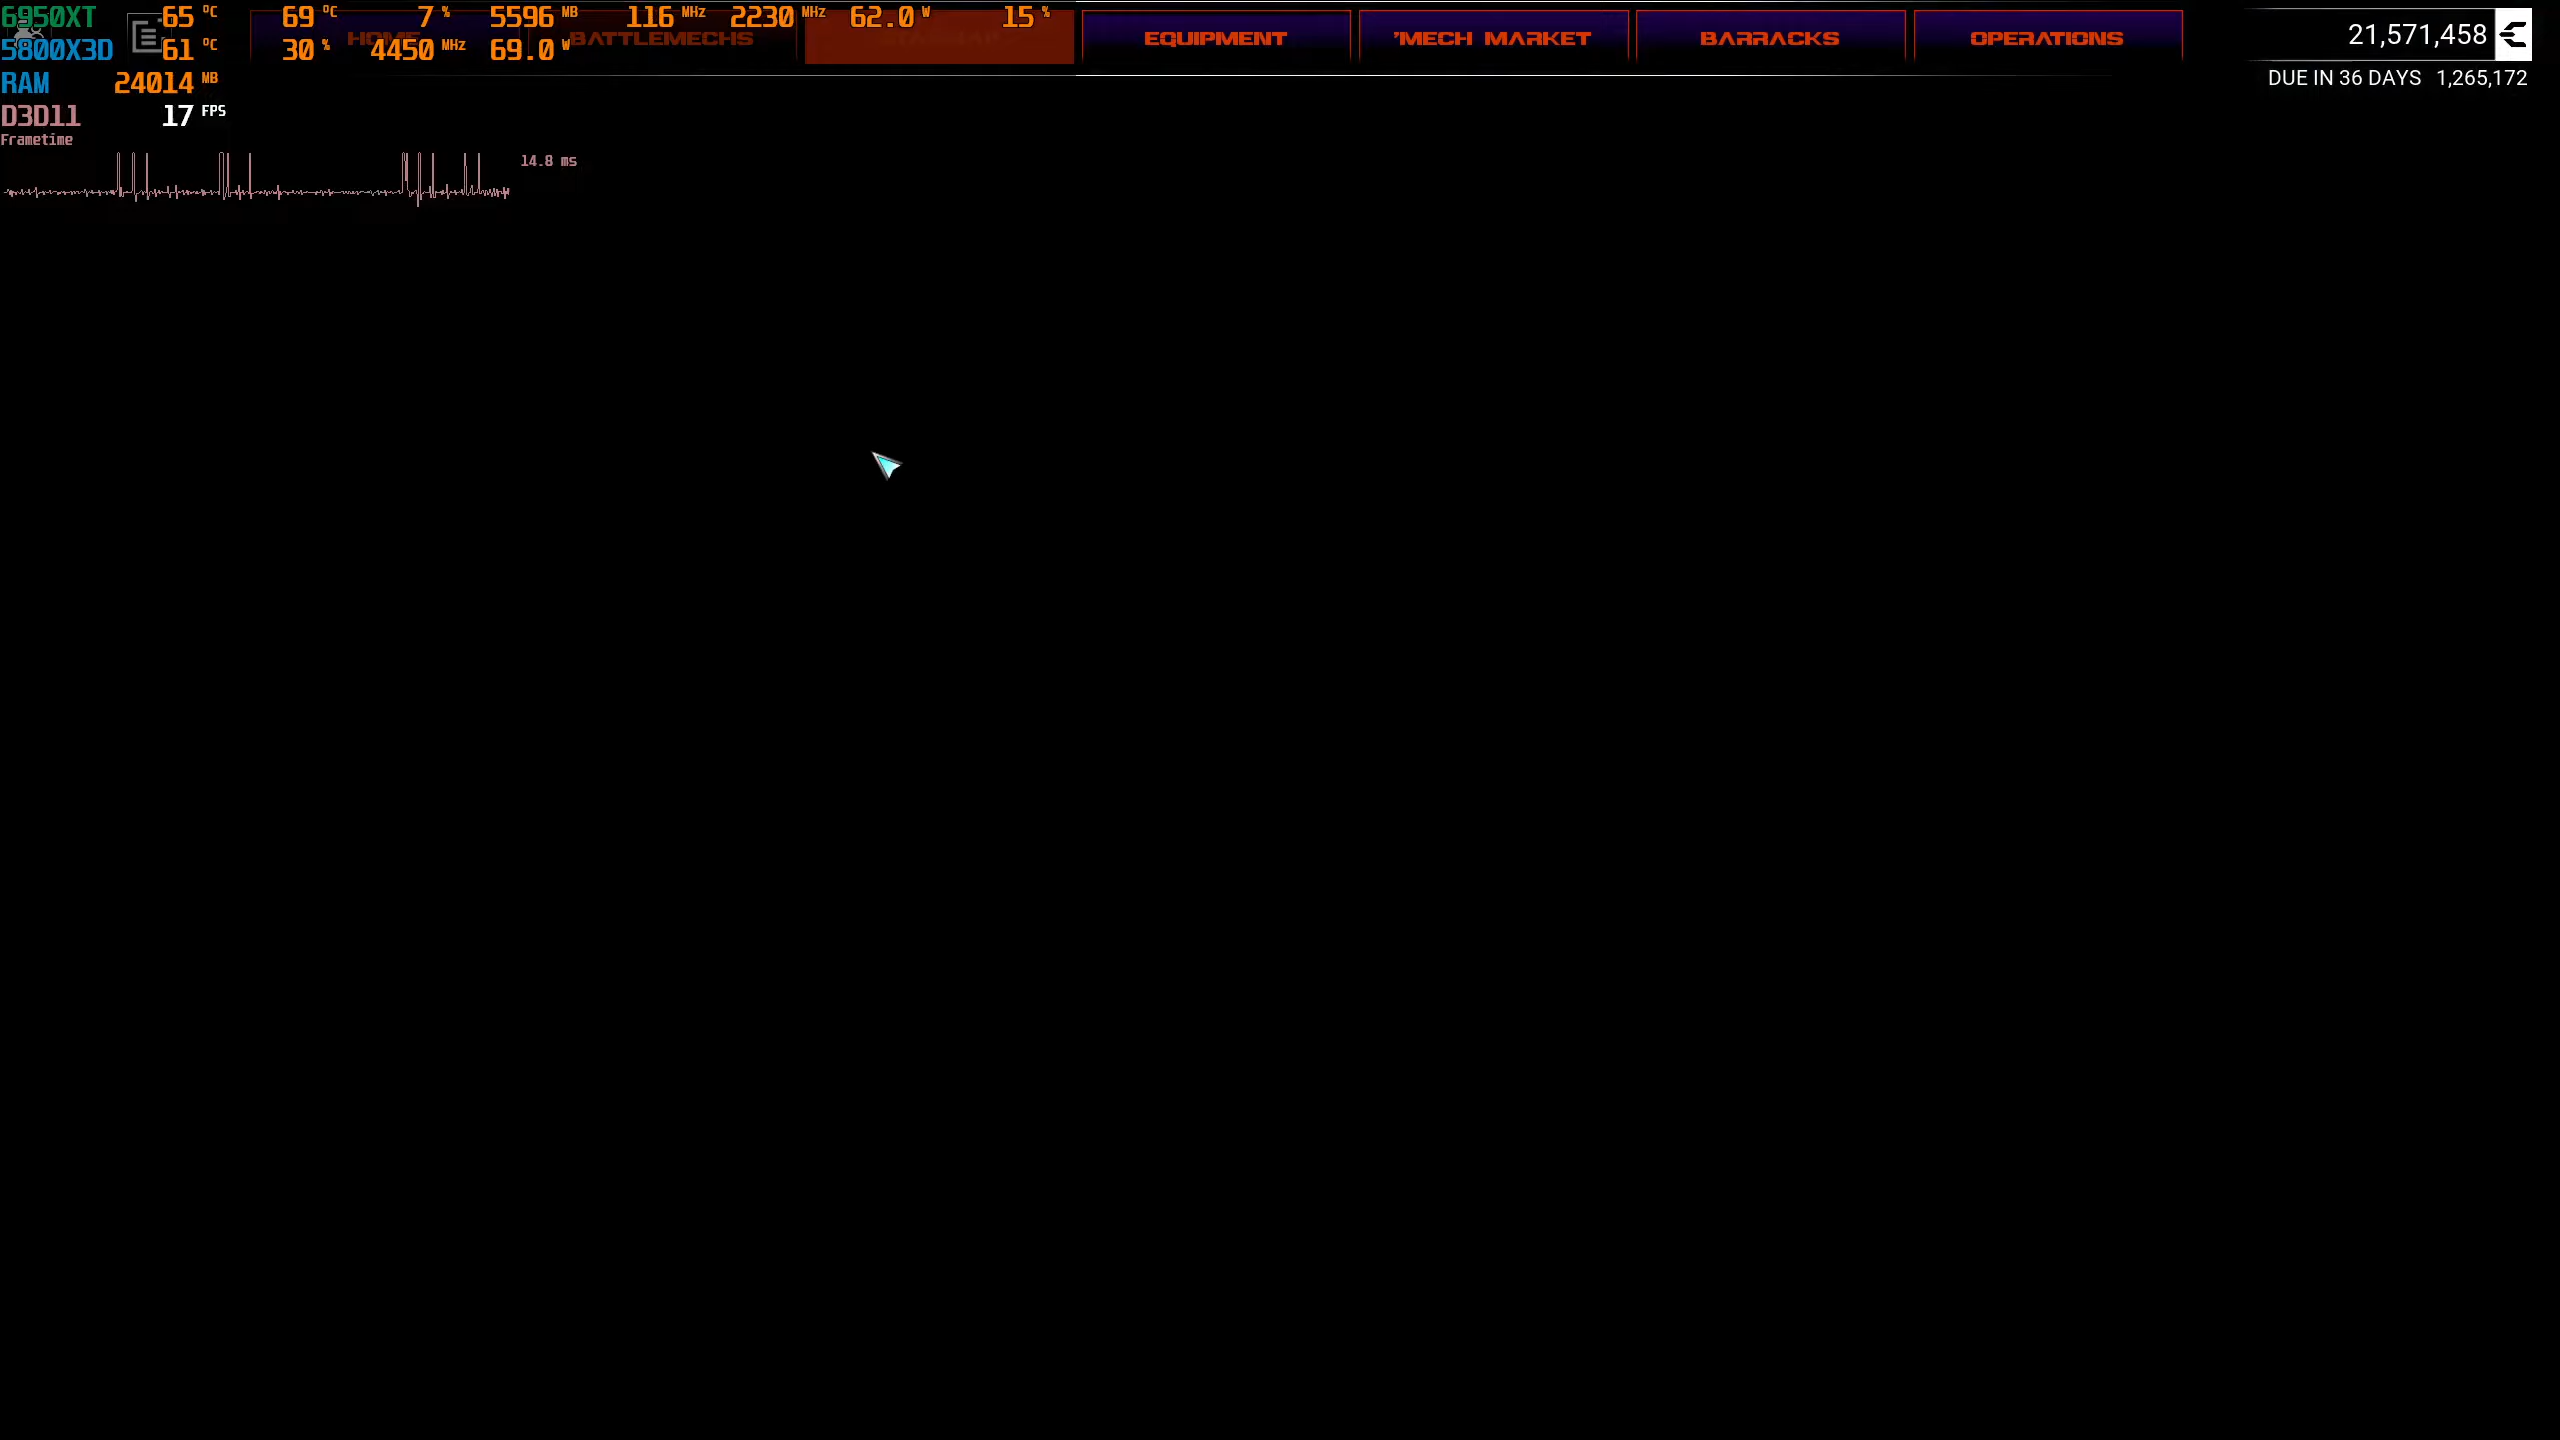 6950XT 65 °C 69 °C 7 % 5596 MB 116 MHz 2230 MHz 62.0 W 15 %
5800X3D 61 °C 30 % 4450 MHz 69.0 W
RAM 24014 MB
D3D11 17 FPS
Frametime
14.8 ms
HOME BATTLEMECHS EQUIPMENT 'MECH MARKET BARRACKS OPERATIONS
21,571,458
DUE IN 36 DAYS 1,265,172